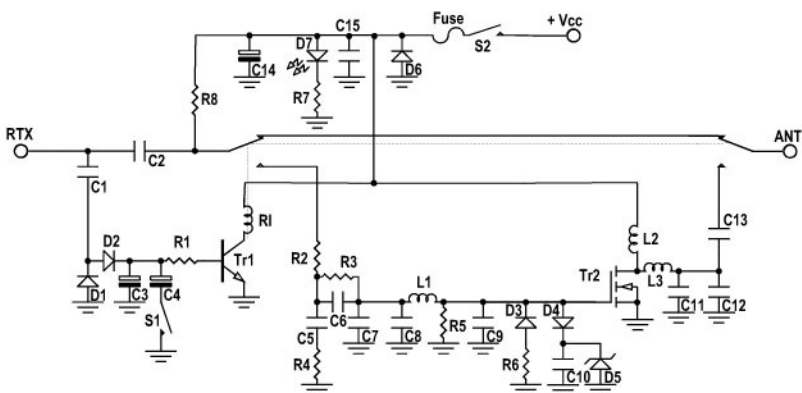 Fuse
+ Vcc
S2
C15
D7
C14
D6
R7
R8
RTX
ANT
C2
C1
RI
C13
D2
R1
Tr1
R2
R3
L1
L2
Tr2
L3
D1
C3
C4
S1
C6
C5
C7
C8
R5
C9
D3
D4
C11
C12
R4
R6
C10
D5